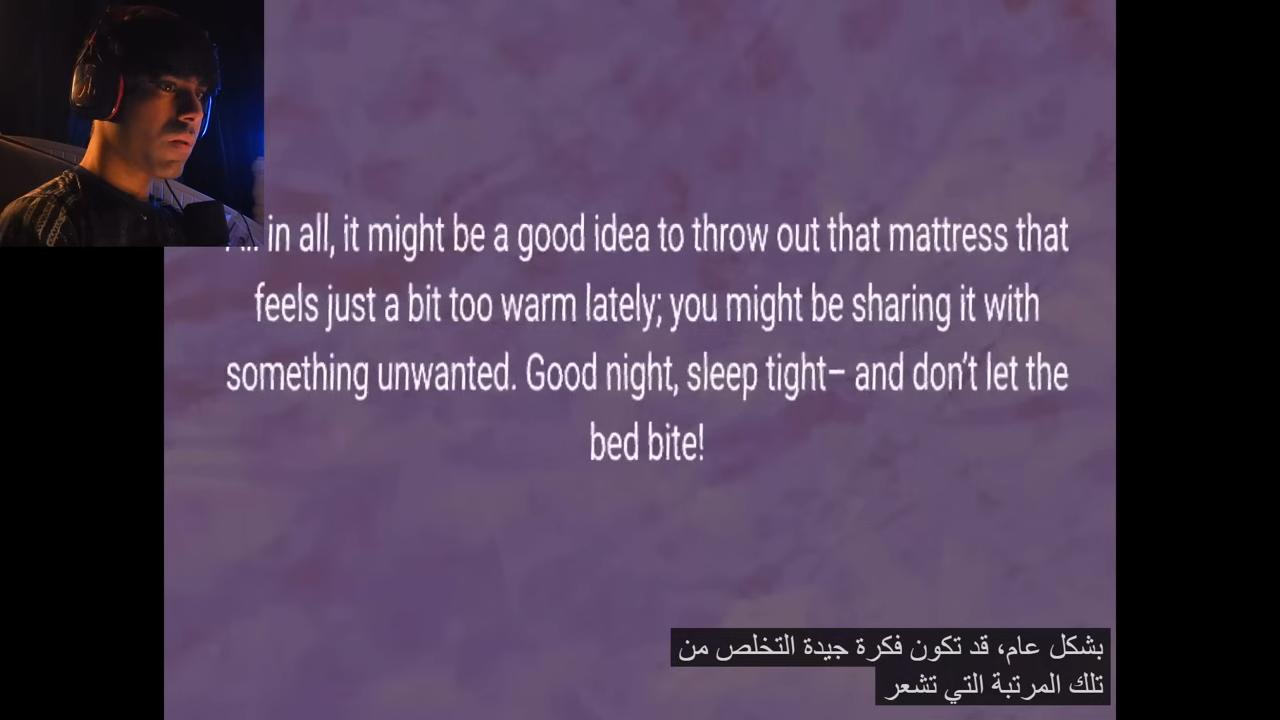 in all, it might be a good idea to throw out that mattress that
feels just a bit too warm lately; you might be sharing it with
something unwanted. Good night, sleep tight– and don’t let the
bed bite!
بشكل عام، قد تكون فكرة جيدة التخلص من
تلك المرتبة التي تشعر